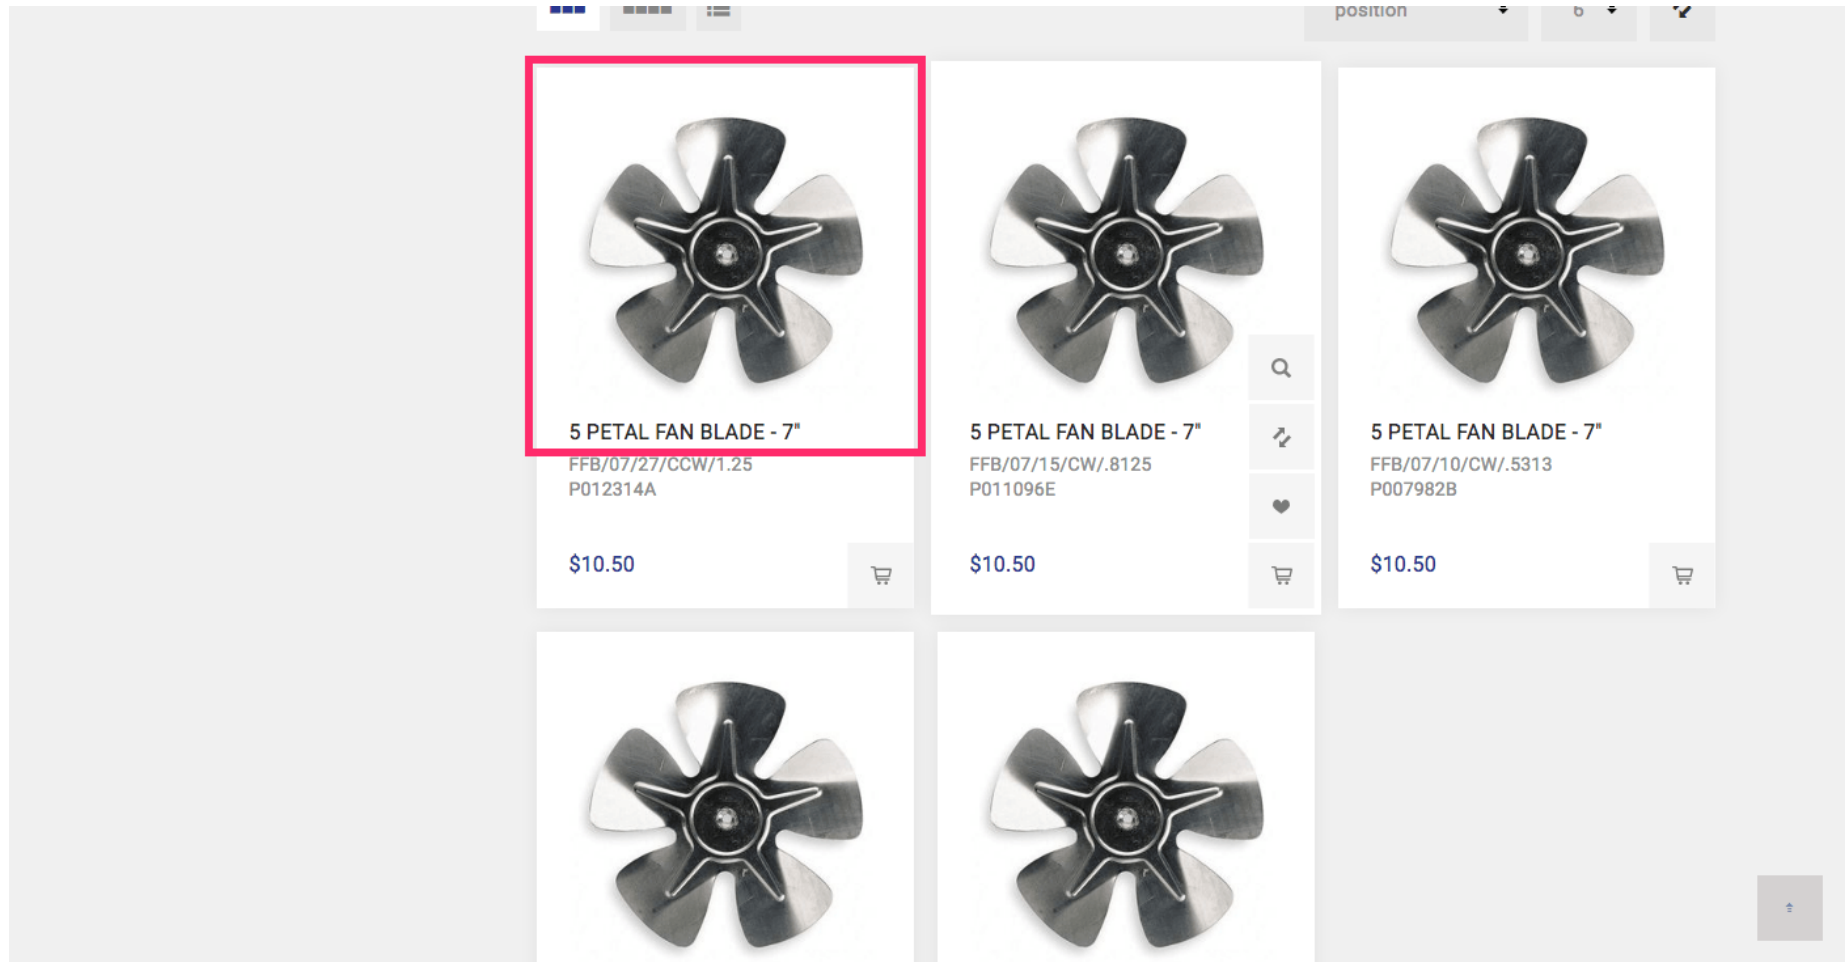 position
6
5 PETAL FAN BLADE - 7"
FFB/07/27/CCW/1.25
P012314A
$10.50
5 PETAL FAN BLADE - 7"
FFB/07/15/CW/.8125
P011096E
$10.50
5 PETAL FAN BLADE - 7"
FFB/07/10/CW/.5313
P007982B
$10.50